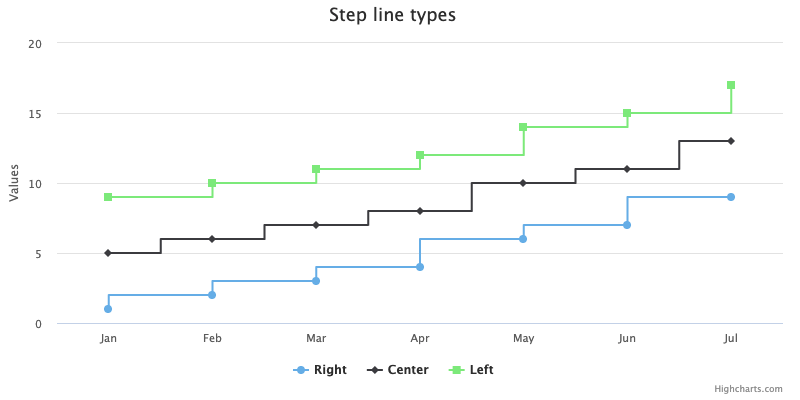 Step line types
Values
20
15
10
5
0
Jan Feb Mar Apr May Jun Jul
Right Center Left
Highcharts.com